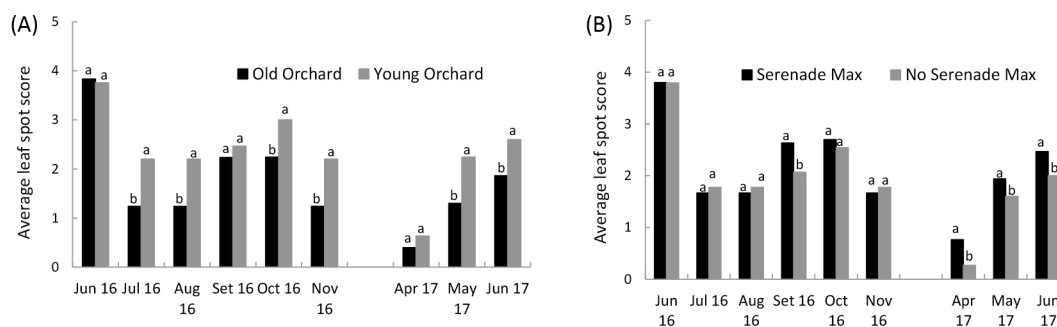 (A)
Average leaf spot score
5
4
3
2
1
0
Old Orchard Young Orchard
a a
b a
b a
a a
b a
b a
a a
b a
b a
Jun 16 Jul 16 Aug 16 Set 16 Oct 16 Nov 16 Apr 17 May 17 Jun 17
(B)
Average leaf spot score
5
4
3
2
1
0
Serenade Max No Serenade Max
a a
a a
a a
a b
a a
a a
a b
a b
a b
Jun 16 Jul 16 Aug 16 Set 16 Oct 16 Nov 16 Apr 17 May 17 Jun 17